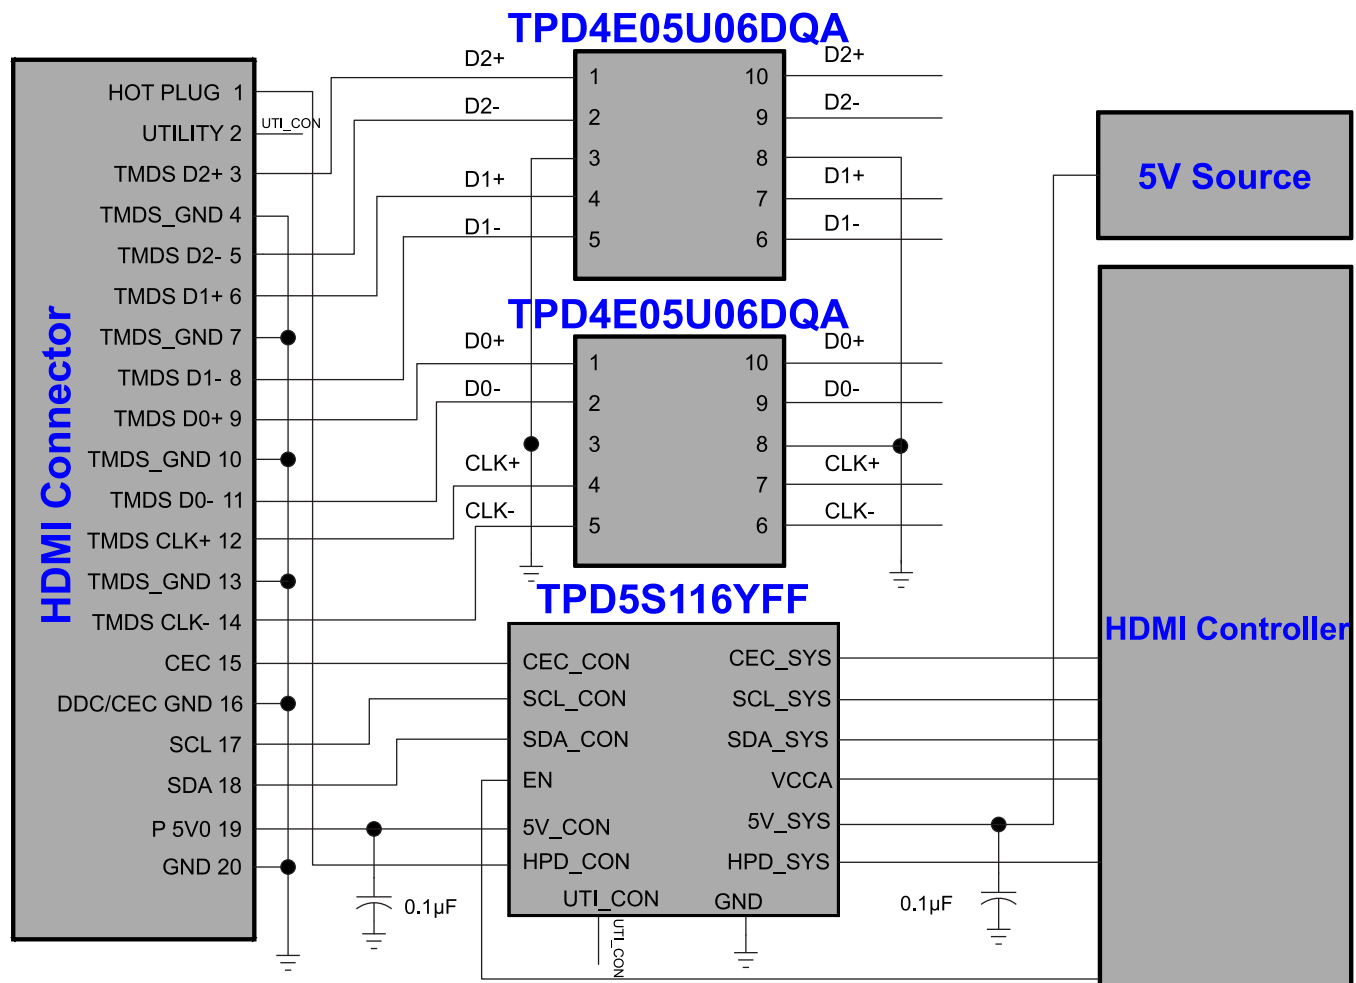 TPD4E05U06DQA
D2+
D2-
D1+
D1-
1
2
3
4
5
10
9
8
7
6
D2+
D2-
D1+
D1-
HDMI Connector
HOT PLUG 1
UTILITY 2
TMDS D2+ 3
TMDS_GND 4
TMDS D2- 5
TMDS D1+ 6
TMDS_GND 7
TMDS D1- 8
TMDS D0+ 9
TMDS_GND 10
TMDS D0- 11
TMDS CLK+ 12
TMDS_GND 13
TMDS CLK- 14
CEC 15
DDC/CEC GND 16
SCL 17
SDA 18
P 5V0 19
GND 20
UTI_CON
TPD4E05U06DQA
D0+
D0-
CLK+
CLK-
1
2
3
4
5
10
9
8
7
6
D0+
D0-
CLK+
CLK-
TPD5S116YFF
CEC_CON
SCL_CON
SDA_CON
EN
5V_CON
HPD_CON
UTI_CON
GND
CEC_SYS
SCL_SYS
SDA_SYS
VCCA
5V_SYS
HPD_SYS
UTI_CON
0.1µF
0.1µF
5V Source
HDMI Controller